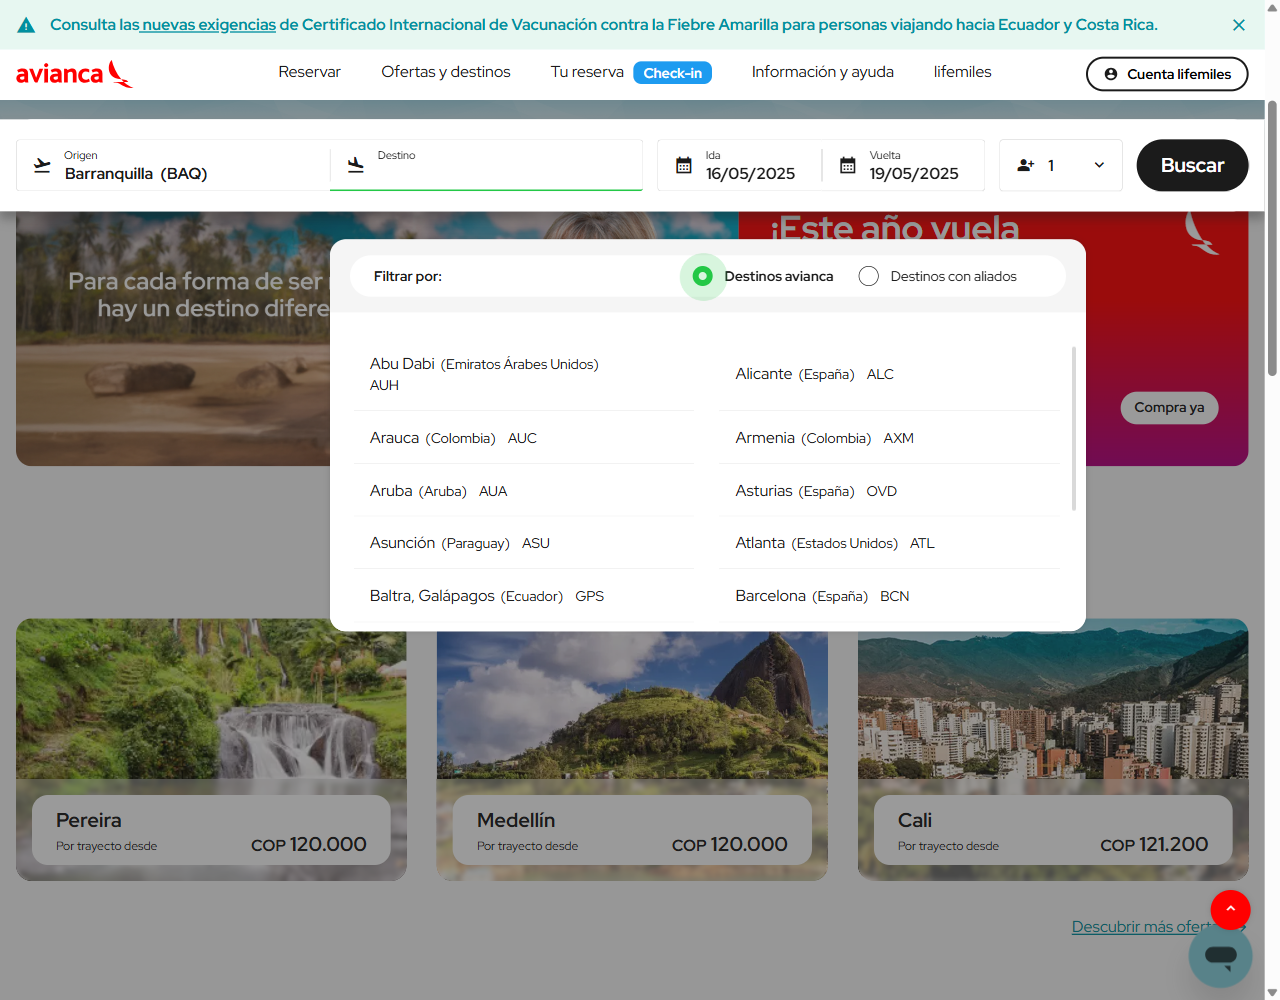 Consulta las nuevas exigencias de Certificado Internacional de Vacunación contra la Fiebre Amarilla para personas viajando hacia Ecuador y Costa Rica.
avianca
Reservar
Ofertas y destinos
Tu reserva
Check-in
Información y ayuda
lifemiles
Cuenta lifemiles
Origen
Barranquilla (BAQ)
Destino
Ida
16/05/2025
Vuelta
19/05/2025
1
Buscar
Para cada forma de ser
hay un destino difere
¡Este año vuela
Compra ya
Filtrar por:
Destinos avianca
Destinos con aliados
Abu Dabi (Emiratos Árabes Unidos)
AUH
Alicante (España) ALC
Arauca (Colombia) AUC
Armenia (Colombia) AXM
Aruba (Aruba) AUA
Asturias (España) OVD
Asunción (Paraguay) ASU
Atlanta (Estados Unidos) ATL
Baltra, Galápagos (Ecuador) GPS
Barcelona (España) BCN
Pereira
Por trayecto desde
COP 120.000
Medellín
Por trayecto desde
COP 120.000
Cali
Por trayecto desde
COP 121.200
Descubrir más ofert